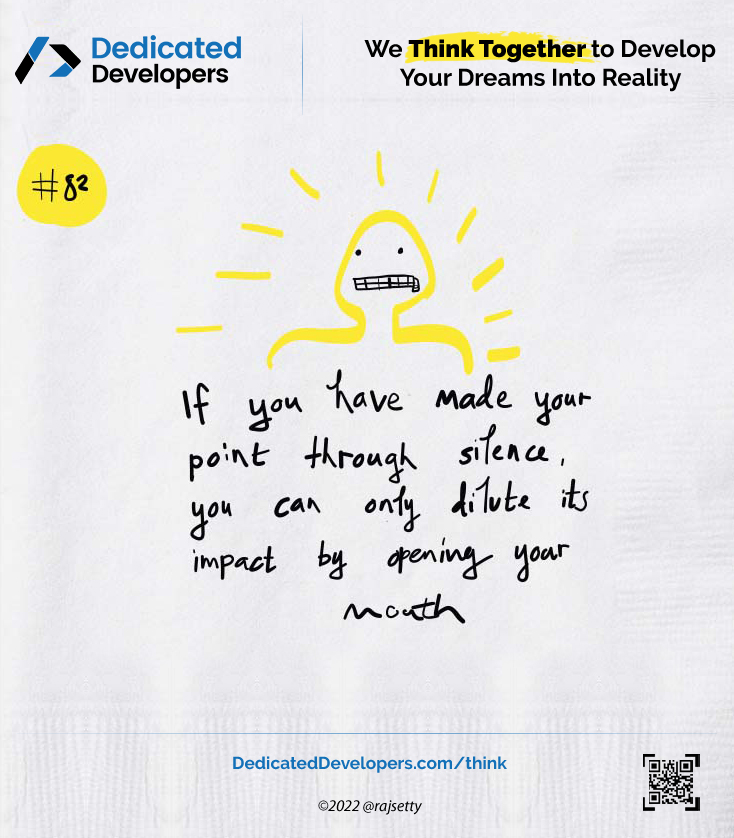 Dedicated
Developers
We Think Together to Develop
Your Dreams Into Reality
#82
If you have made your
point through silence,
you can only dilute its
impact by opening your
mouth
DedicatedDevelopers.com/think
©2022 @rajsetty